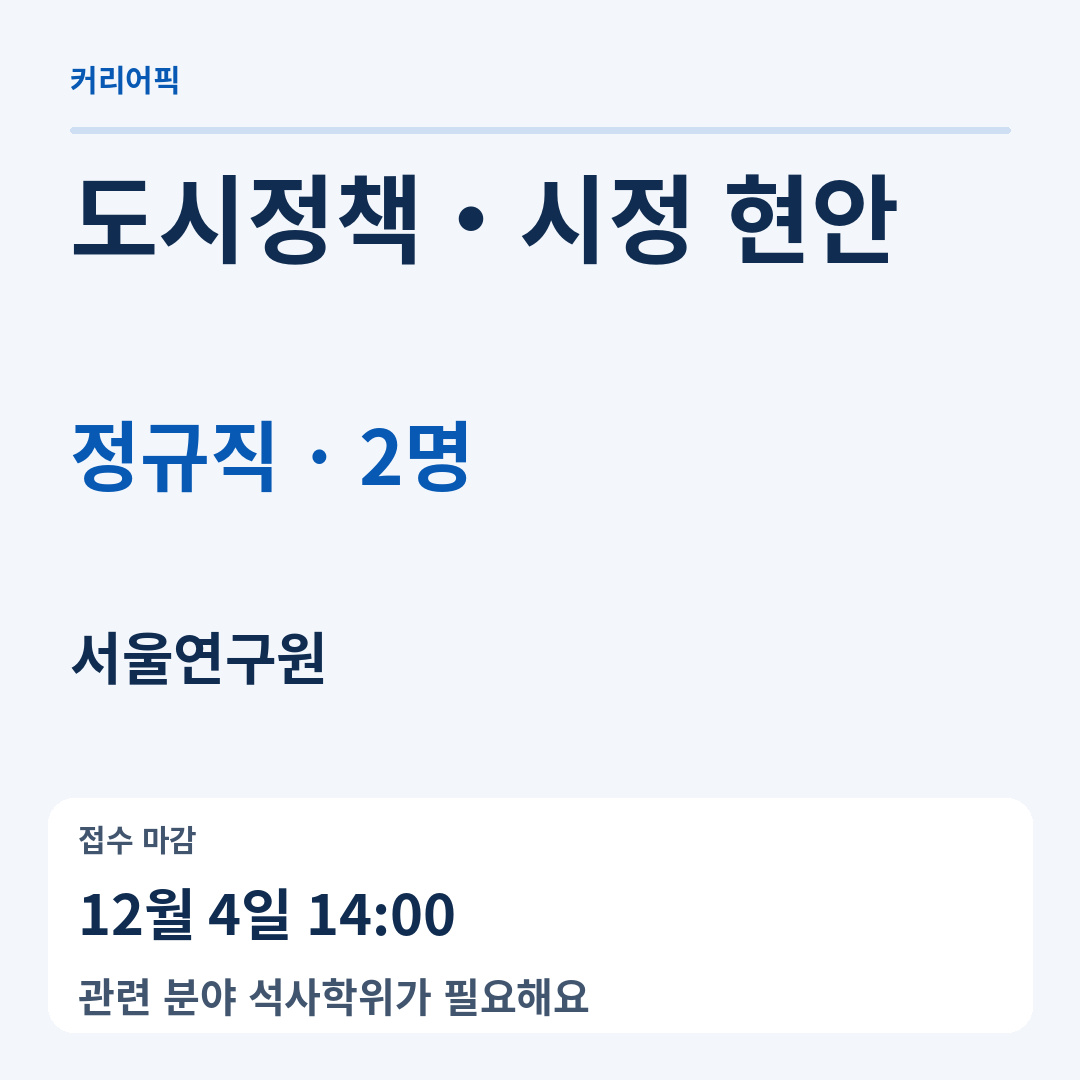 커리어픽
도시정책 • 시정 현안
정규직 · 2명
서울연구원
접수 마감
12월 4일 14:00
관련 분야 석사학위가 필요해요